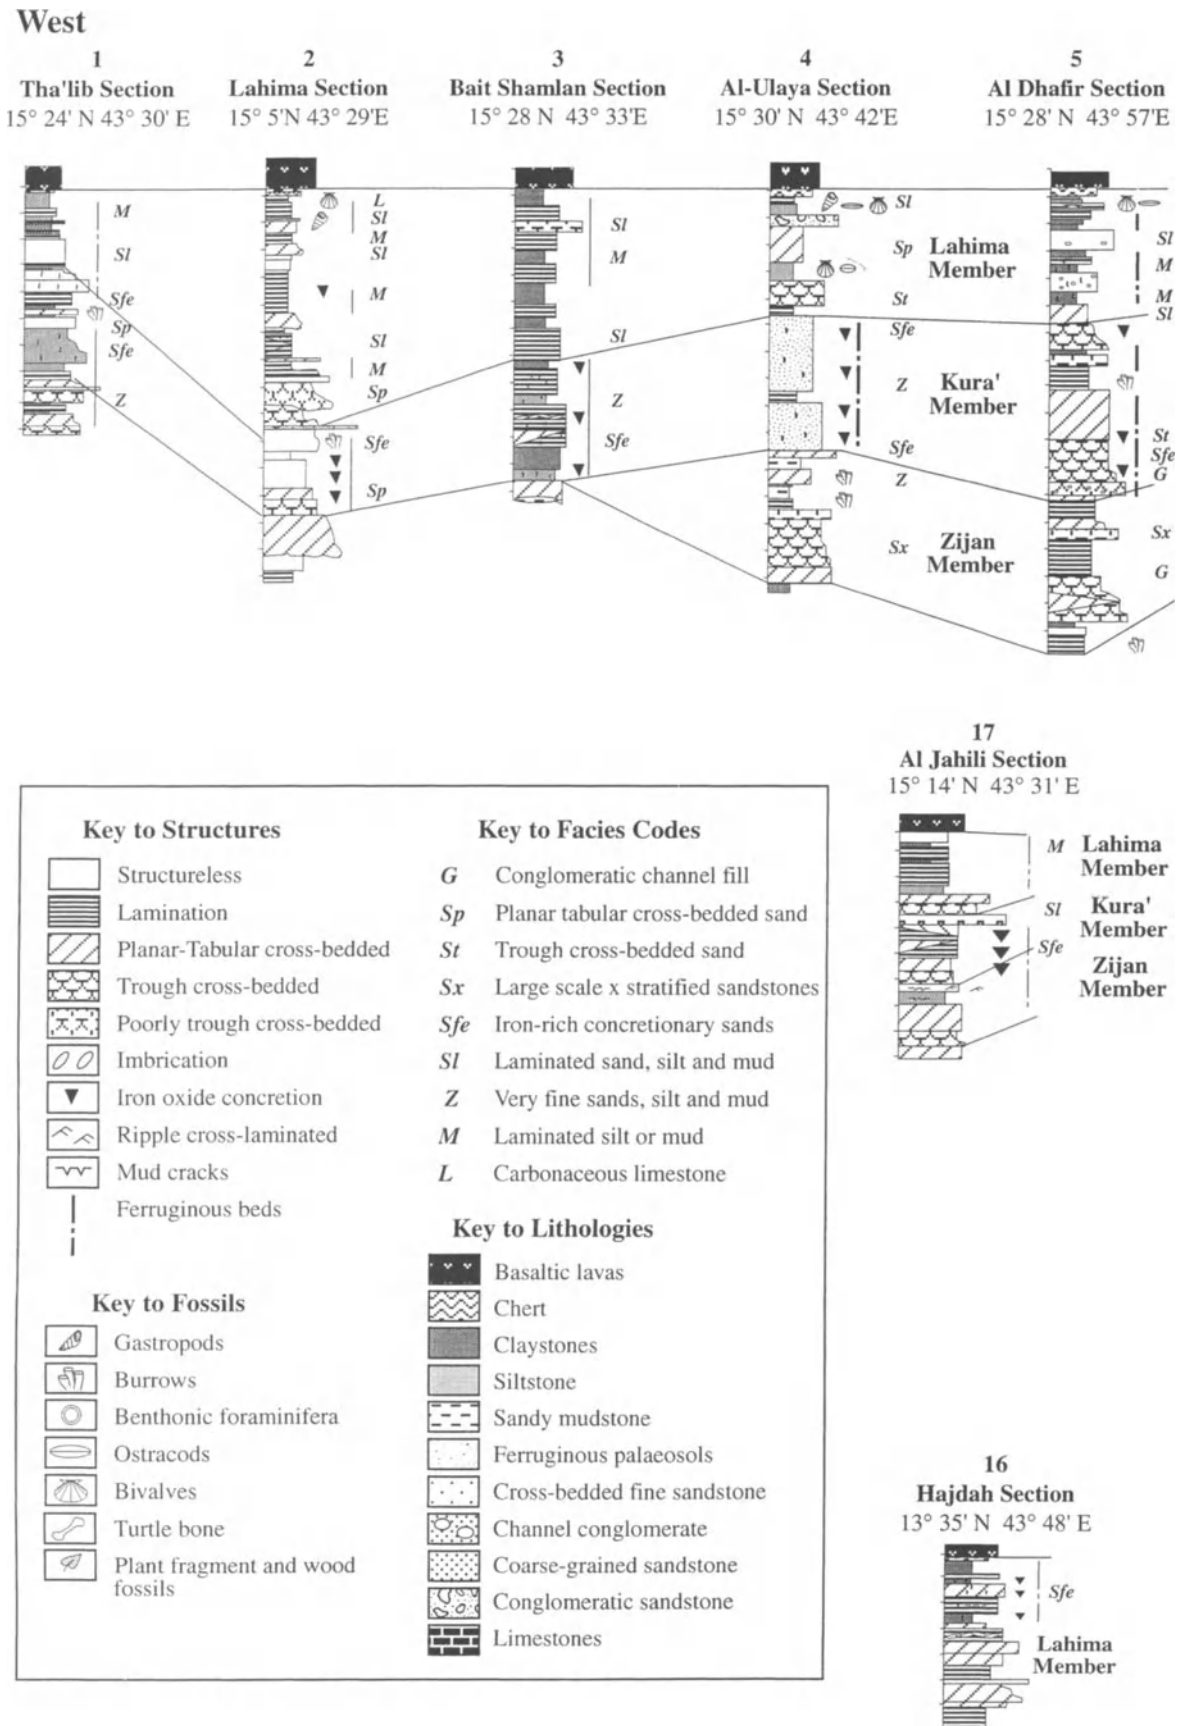 West
1
Tha'lib Section
15° 24' N 43° 30' E
2
Lahima Section
15° 5'N 43° 29'E
3
Bait Shamlan Section
15° 28 N 43° 33'E
4
Al-Ulaya Section
15° 30' N 43° 42'E
5
Al Dhafir Section
15° 28' N 43° 57'E
M
Sl
Sfe
Sp
Sfe
Z
L
Sl
M
Sl
M
Sl
M
Sp
Sfe
Sp
Sl
M
Sl
Z
Sfe
Sl
Sp
St
Sfe
Z
Sfe
Z
Sx
Lahima
Member
Kura'
Member
Zijan
Member
Sl
M
M
Sl
St
Sfe
G
Sx
G
17
Al Jahili Section
15° 14' N 43° 31' E
M
Sl
Sfe
Lahima
Member
Kura'
Member
Zijan
Member
Key to Structures
Structureless
Lamination
Planar-Tabular cross-bedded
Trough cross-bedded
Poorly trough cross-bedded
Imbrication
Iron oxide concretion
Ripple cross-laminated
Mud cracks
Ferruginous beds
Key to Fossils
Gastropods
Burrows
Benthonic foraminifera
Ostracods
Bivalves
Turtle bone
Plant fragment and wood
fossils
Key to Facies Codes
G Conglomeratic channel fill
Sp Planar tabular cross-bedded sand
St Trough cross-bedded sand
Sx Large scale x stratified sandstones
Sfe Iron-rich concretionary sands
Sl Laminated sand, silt and mud
Z Very fine sands, silt and mud
M Laminated silt or mud
L Carbonaceous limestone
Key to Lithologies
Basaltic lavas
Chert
Claystones
Siltstone
Sandy mudstone
Ferruginous palaeosols
Cross-bedded fine sandstone
Channel conglomerate
Coarse-grained sandstone
Conglomeratic sandstone
Limestones
16
Hajdah Section
13° 35' N 43° 48' E
Sfe
Lahima
Member